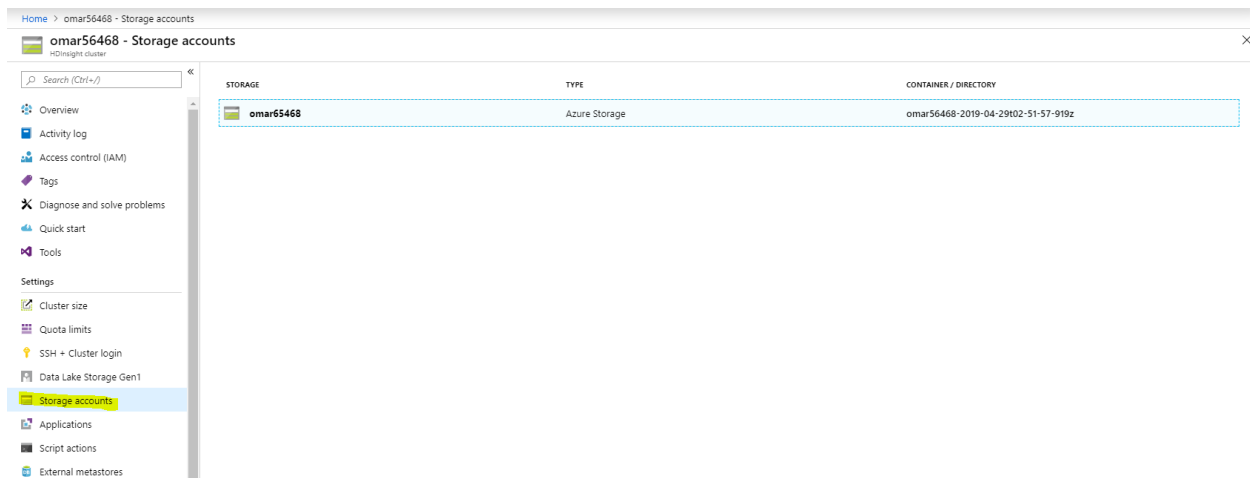 Home > omar56468 - Storage accounts
omar56468 - Storage accounts
HDInsight cluster
Search (Ctrl+/)
Overview
Activity log
Access control (IAM)
Tags
Diagnose and solve problems
Quick start
Tools
Settings
Cluster size
Quota limits
SSH + Cluster login
Data Lake Storage Gen1
Storage accounts
Applications
Script actions
External metastores
STORAGE TYPE CONTAINER / DIRECTORY
omar65468 Azure Storage omar56468-2019-04-29t02-51-57-919z